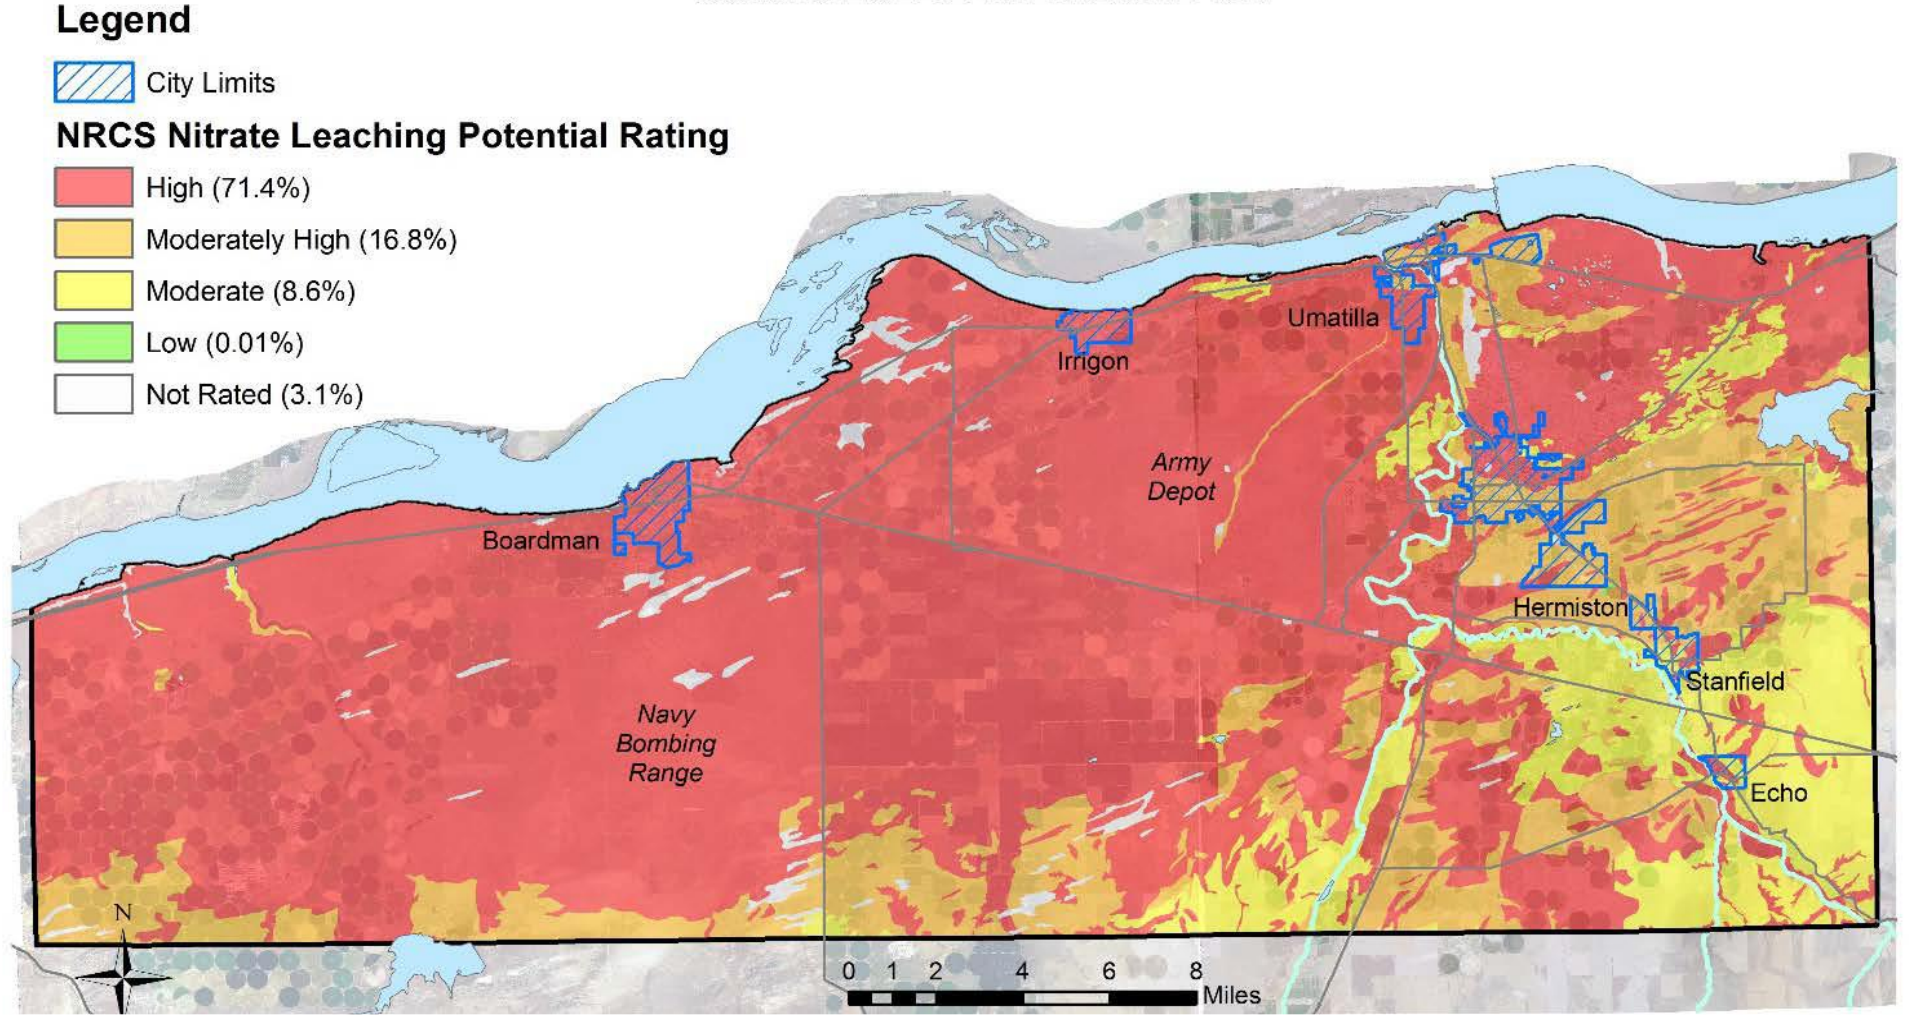 Legend
City Limits
NRCS Nitrate Leaching Potential Rating
High (71.4%)
Moderately High (16.8%)
Moderate (8.6%)
Low (0.01%)
Not Rated (3.1%)
Umatilla
Irrigon
Army
Depot
Boardman
Hermiston
Stanfield
Navy
Bombing
Range
Echo
N
0 1 2 4 6 8
Miles